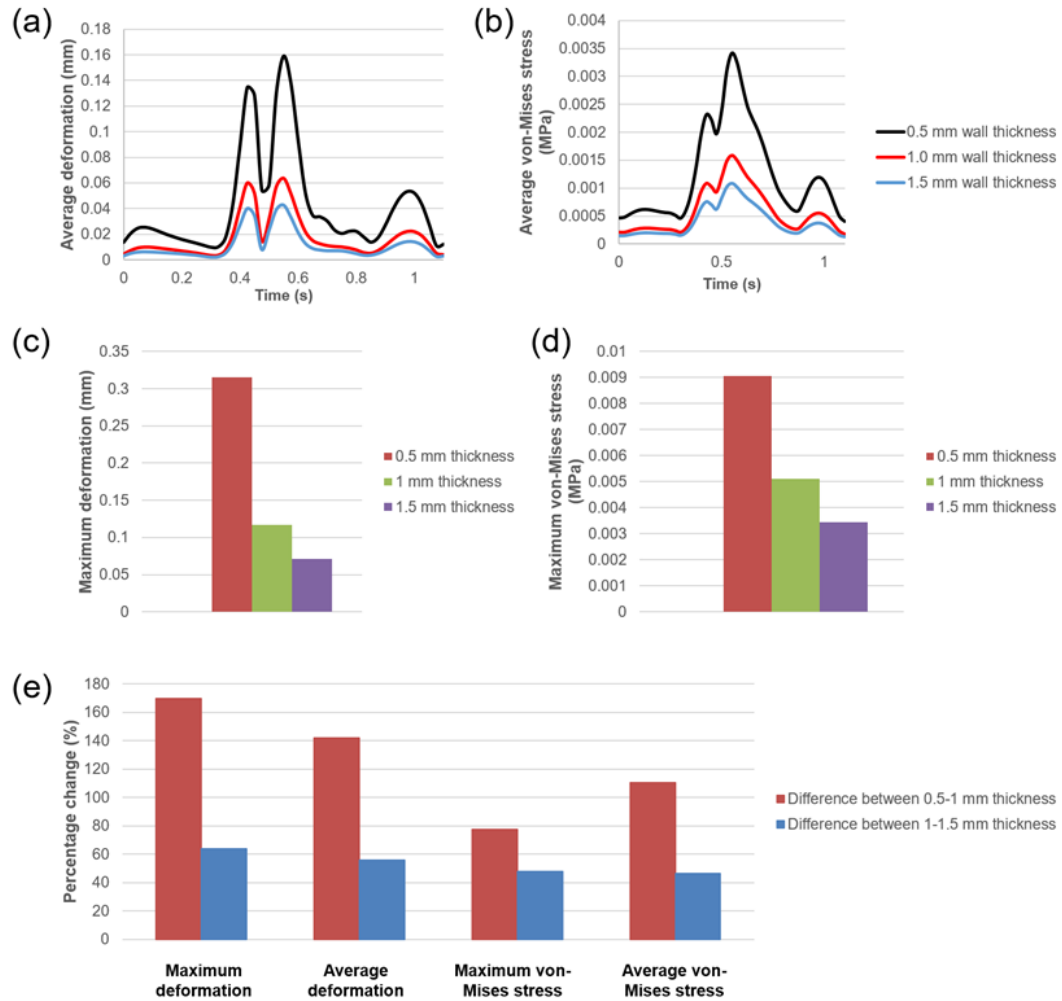 (a)
Average deformation (mm)
0.18
0.16
0.14
0.12
0.1
0.08
0.06
0.04
0.02
0
0 0.2 0.4 0.6 0.8 1
Time (s)
(b)
Average von-Mises stress
(MPa)
0.004
0.0035
0.003
0.0025
0.002
0.0015
0.001
0.0005
0
0 0.5 1
Time (s)
0.5 mm wall thickness
1.0 mm wall thickness
1.5 mm wall thickness
(c)
Maximum deformation (mm)
0.35
0.3
0.25
0.2
0.15
0.1
0.05
0
0.5 mm thickness
1 mm thickness
1.5 mm thickness
(d)
Maximum von-Mises stress
(MPa)
0.01
0.009
0.008
0.007
0.006
0.005
0.004
0.003
0.002
0.001
0
0.5 mm thickness
1 mm thickness
1.5 mm thickness
(e)
Percentage change (%)
180
160
140
120
100
80
60
40
20
0
Maximum
deformation
Average
deformation
Maximum von-
Mises stress
Average von-
Mises stress
Difference between 0.5-1 mm thickness
Difference between 1-1.5 mm thickness